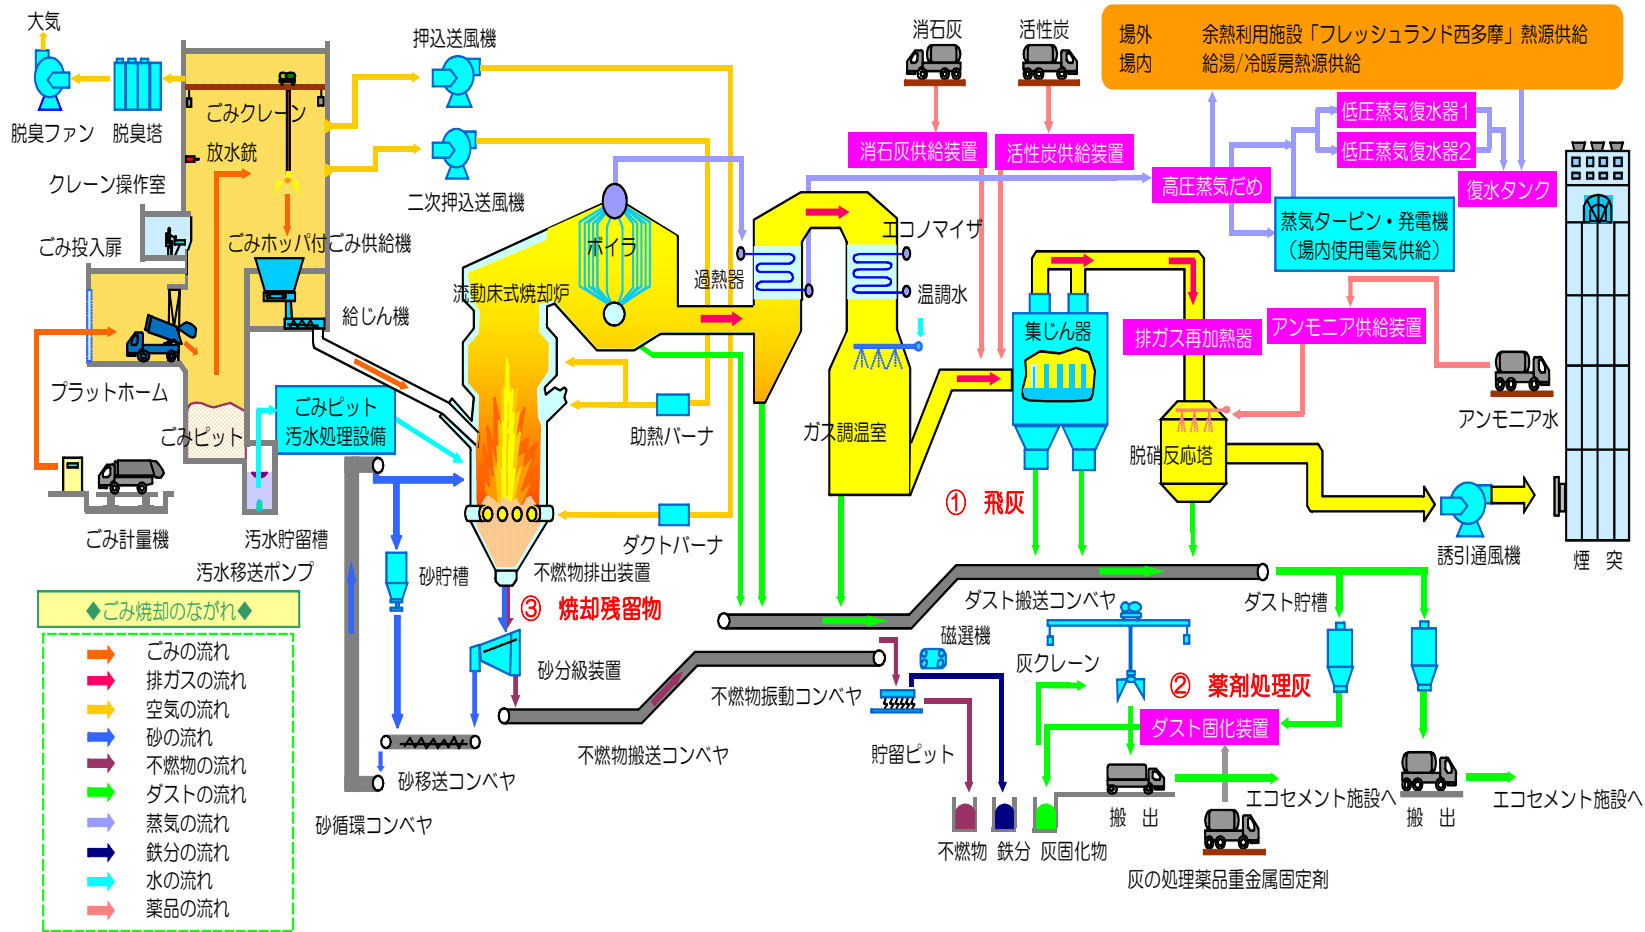 大気
脱臭ファン
脱臭塔
ごみクレーン
放水銃
クレーン操作室
ごみ投入扉
ごみホッパ付ごみ供給機
給じん機
プラットホーム
ごみピット
ごみピット
汚水処理設備
ごみ計量機
汚水貯留槽
汚水移送ポンプ
押込送風機
二次押込送風機
ボイラ
流動床式焼却炉
過熱器
エコノマイザ
温調水
ガス調温室
助熱バーナ
ダクトバーナ
消石灰
活性炭
消石灰供給装置
活性炭供給装置
場外 余熱利用施設「フレッシュランド西多摩」熱源供給
場内 給湯/冷暖房熱源供給
低圧蒸気復水器1
低圧蒸気復水器2
高圧蒸気だめ
復水タンク
蒸気タービン・発電機
（場内使用電気供給）
集じん器
排ガス再加熱器
アンモニア供給装置
アンモニア水
脱硝反応塔
誘引通風機
煙 突
① 飛灰
砂貯槽
不燃物排出装置
③ 焼却残留物
砂分級装置
ダスト搬送コンベヤ
ダスト貯槽
磁選機
灰クレーン
② 薬剤処理灰
ダスト固化装置
不燃物振動コンベヤ
不燃物搬送コンベヤ
貯留ピット
砂移送コンベヤ
砂循環コンベヤ
不燃物
鉄分
灰固化物
搬 出
エコセメント施設へ
搬 出
エコセメント施設へ
灰の処理薬品重金属固定剤
◆ごみ焼却のながれ◆
ごみの流れ
排ガスの流れ
空気の流れ
砂の流れ
不燃物の流れ
ダストの流れ
蒸気の流れ
鉄分の流れ
水の流れ
薬品の流れ